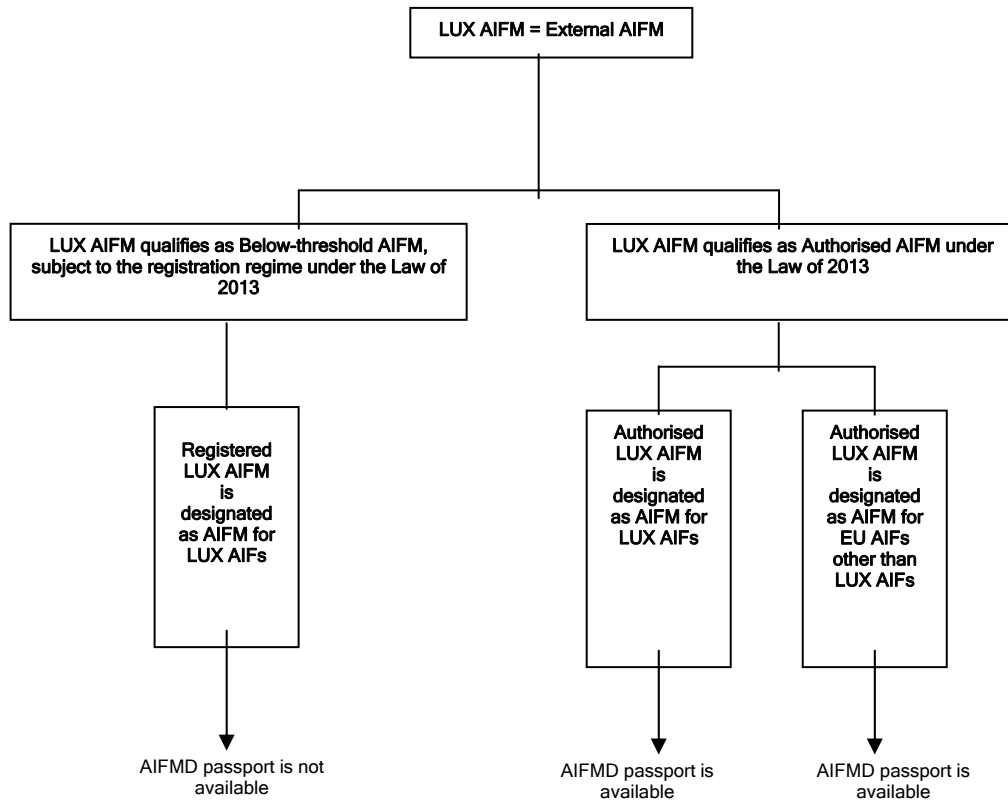 LUX AIFM = External AIFM
LUX AIFM qualifies as Below-threshold AIFM,
subject to the registration regime under the Law of
2013
LUX AIFM qualifies as Authorised AIFM under
the Law of 2013
Registered
LUX AIFM
is
designated
as AIFM for
LUX AIFs
Authorised
LUX AIFM
is
designated
as AIFM for
LUX AIFs
Authorised
LUX AIFM
is
designated
as AIFM for
EU AIFs
other than
LUX AIFs
AIFMD passport is not
available
AIFMD passport is
available
AIFMD passport is
available